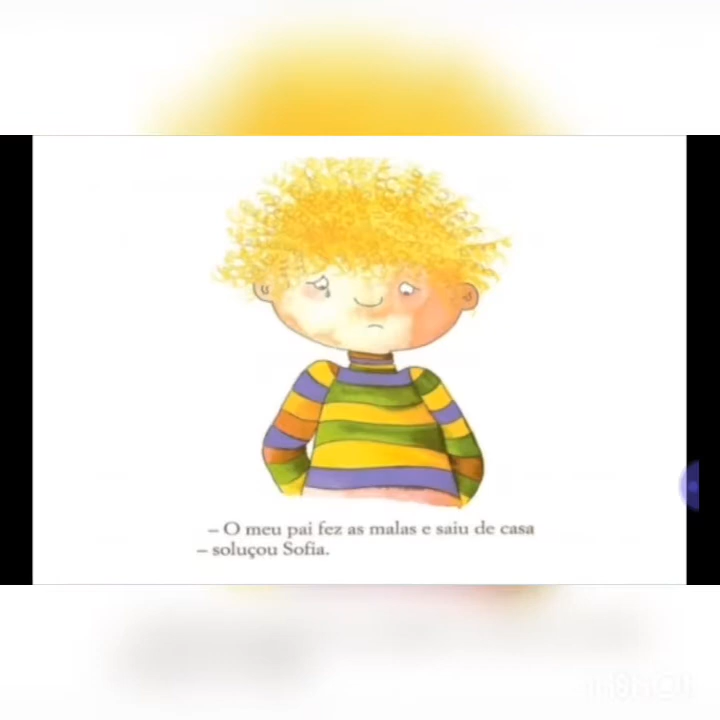 – O meu pai fez as malas e saiu de casa
– soluçou Sofia.